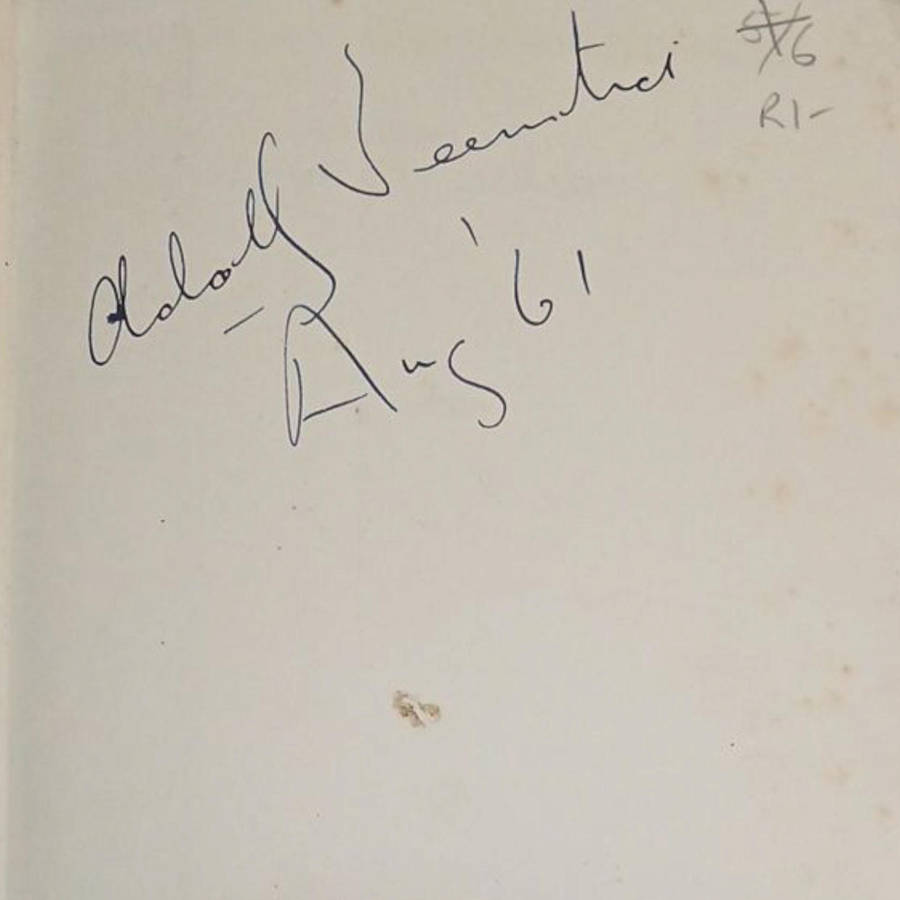 5/6
R1-
Adolf
Aug '61